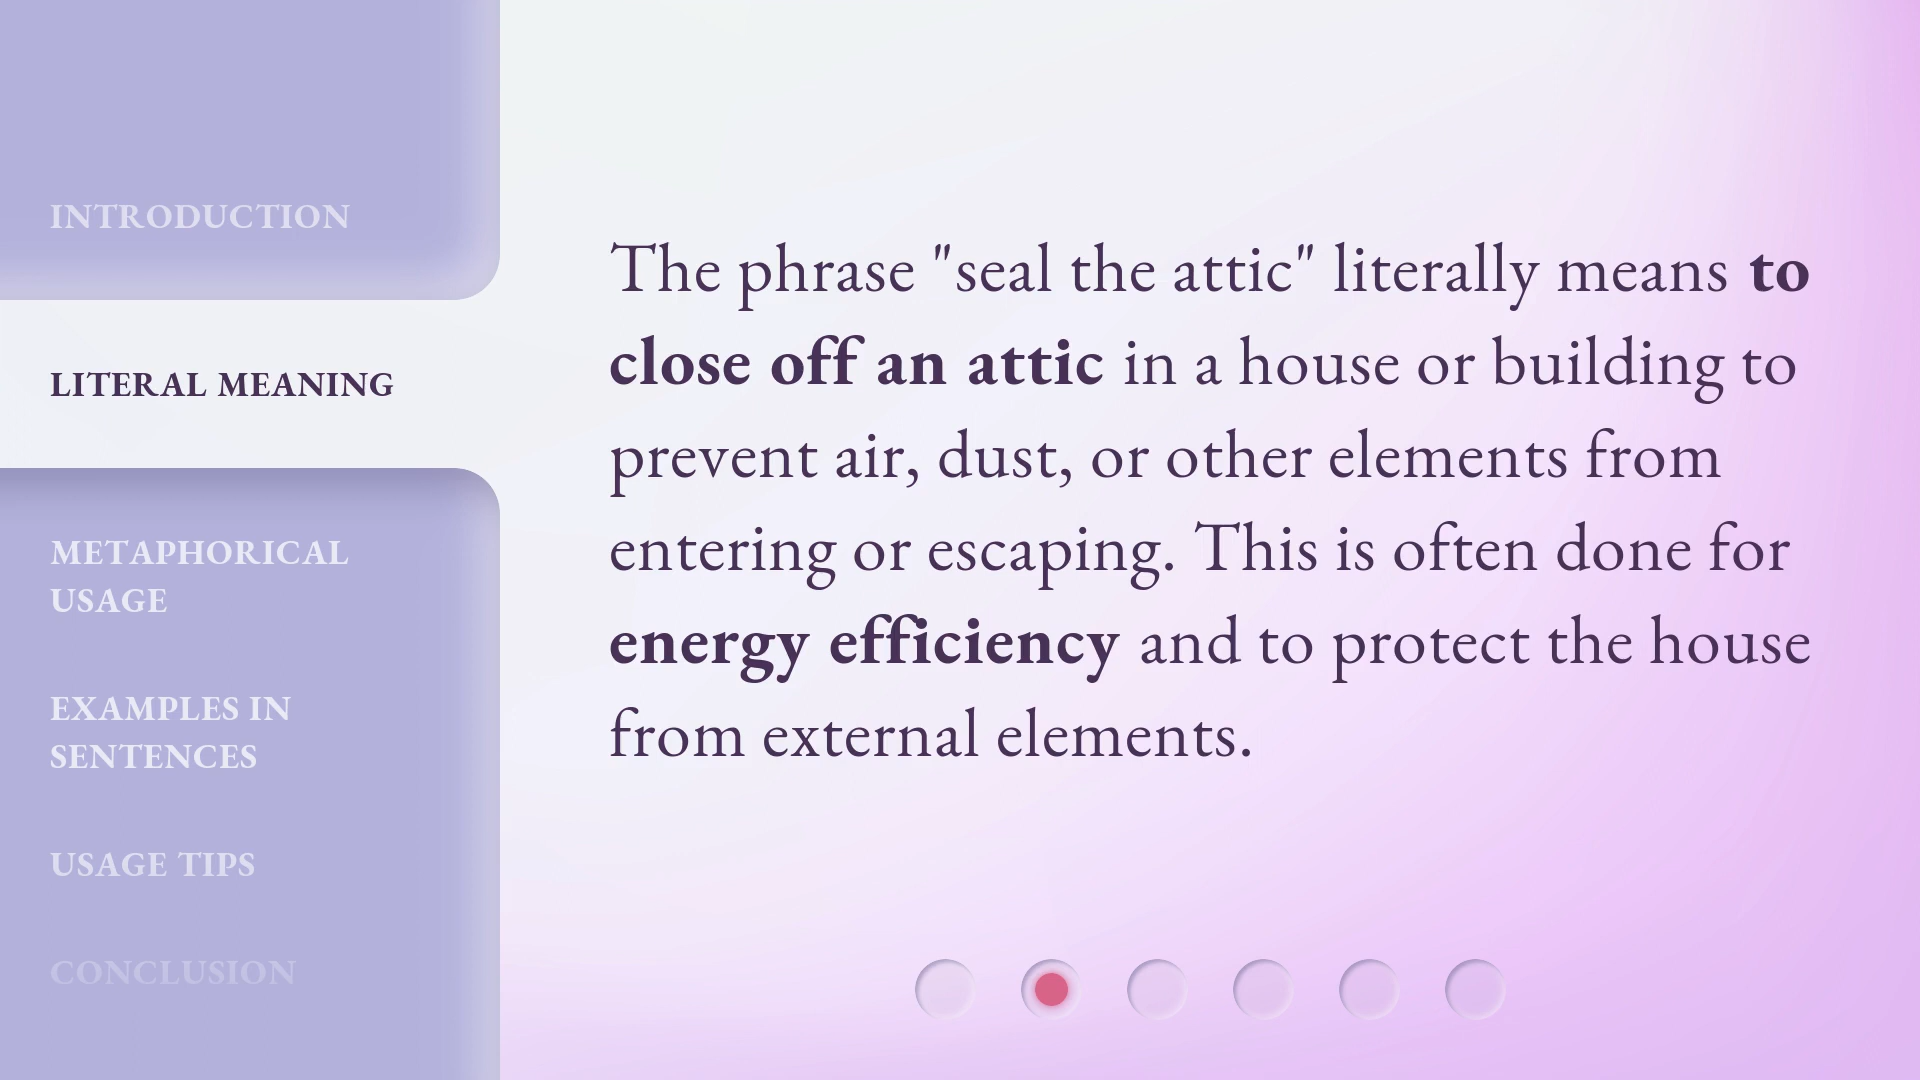 INTRODUCTION
LITERAL MEANING
METAPHORICAL
USAGE
EXAMPLES IN
SENTENCES
USAGE TIPS
CONCLUSION
The phrase "seal the attic" literally means to
close off an attic in a house or building to
prevent air, dust, or other elements from
entering or escaping. This is often done for
energy efficiency and to protect the house
from external elements.